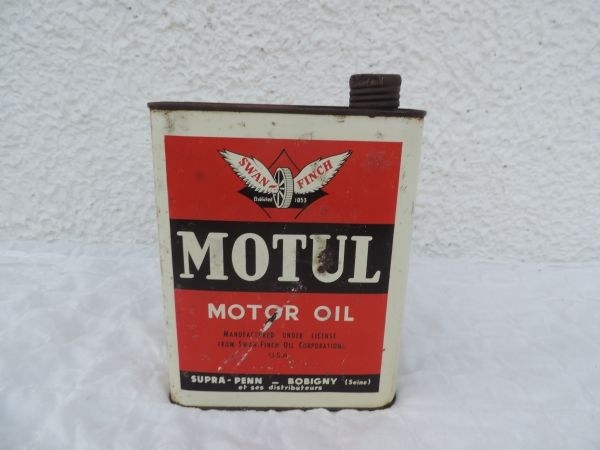 SWAN-FINCH
Established 1853
MOTUL
MOTOR OIL
MANUFACTURED UNDER LICENSE
FROM SWAN-FINCH OIL CORPORATION
U.S.A.
SUPRA-PENN - BOBIGNY (Seine)
et ses distributeurs